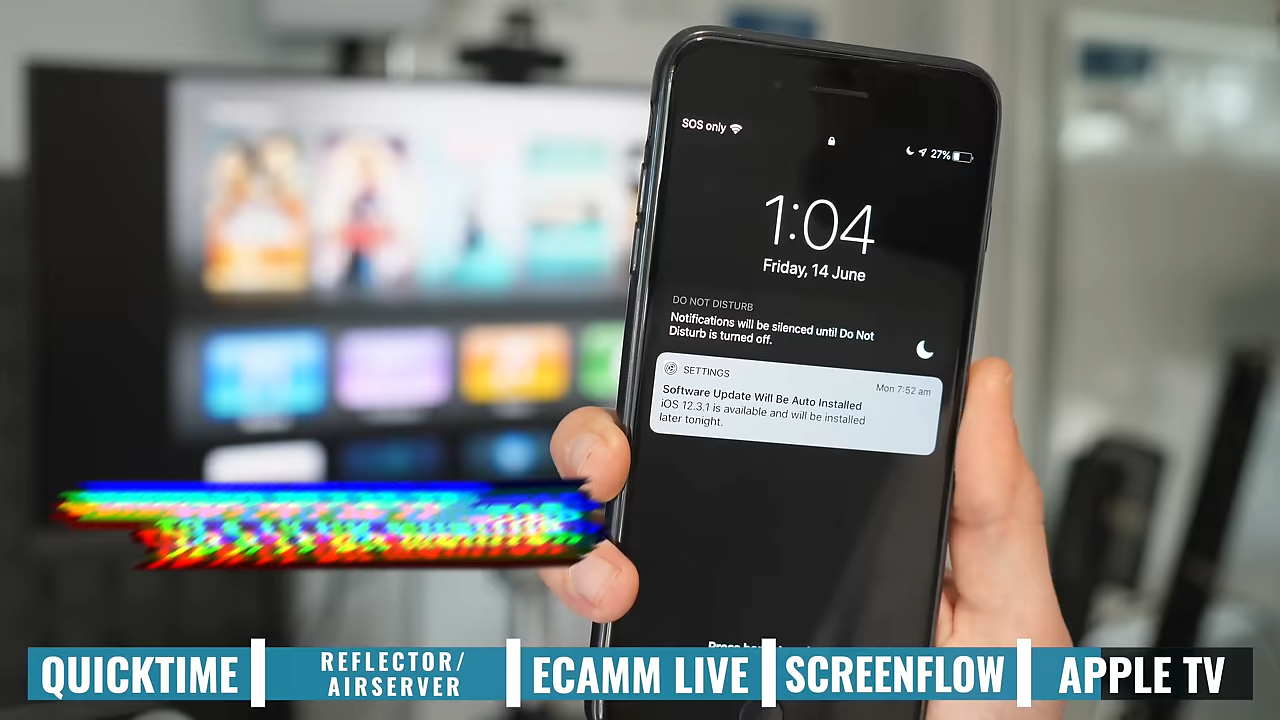 SOS only
27%
1:04
Friday, 14 June
DO NOT DISTURB
Notifications will be silenced until Do Not
Disturb is turned off.
SETTINGS
Mon 7:52 am
Software Update Will Be Auto Installed
iOS 12.3.1 is available and will be installed
later tonight.
QUICKTIME
REFLECTOR/
AIRSERVER
ECAMM LIVE
SCREENFLOW
APPLE TV